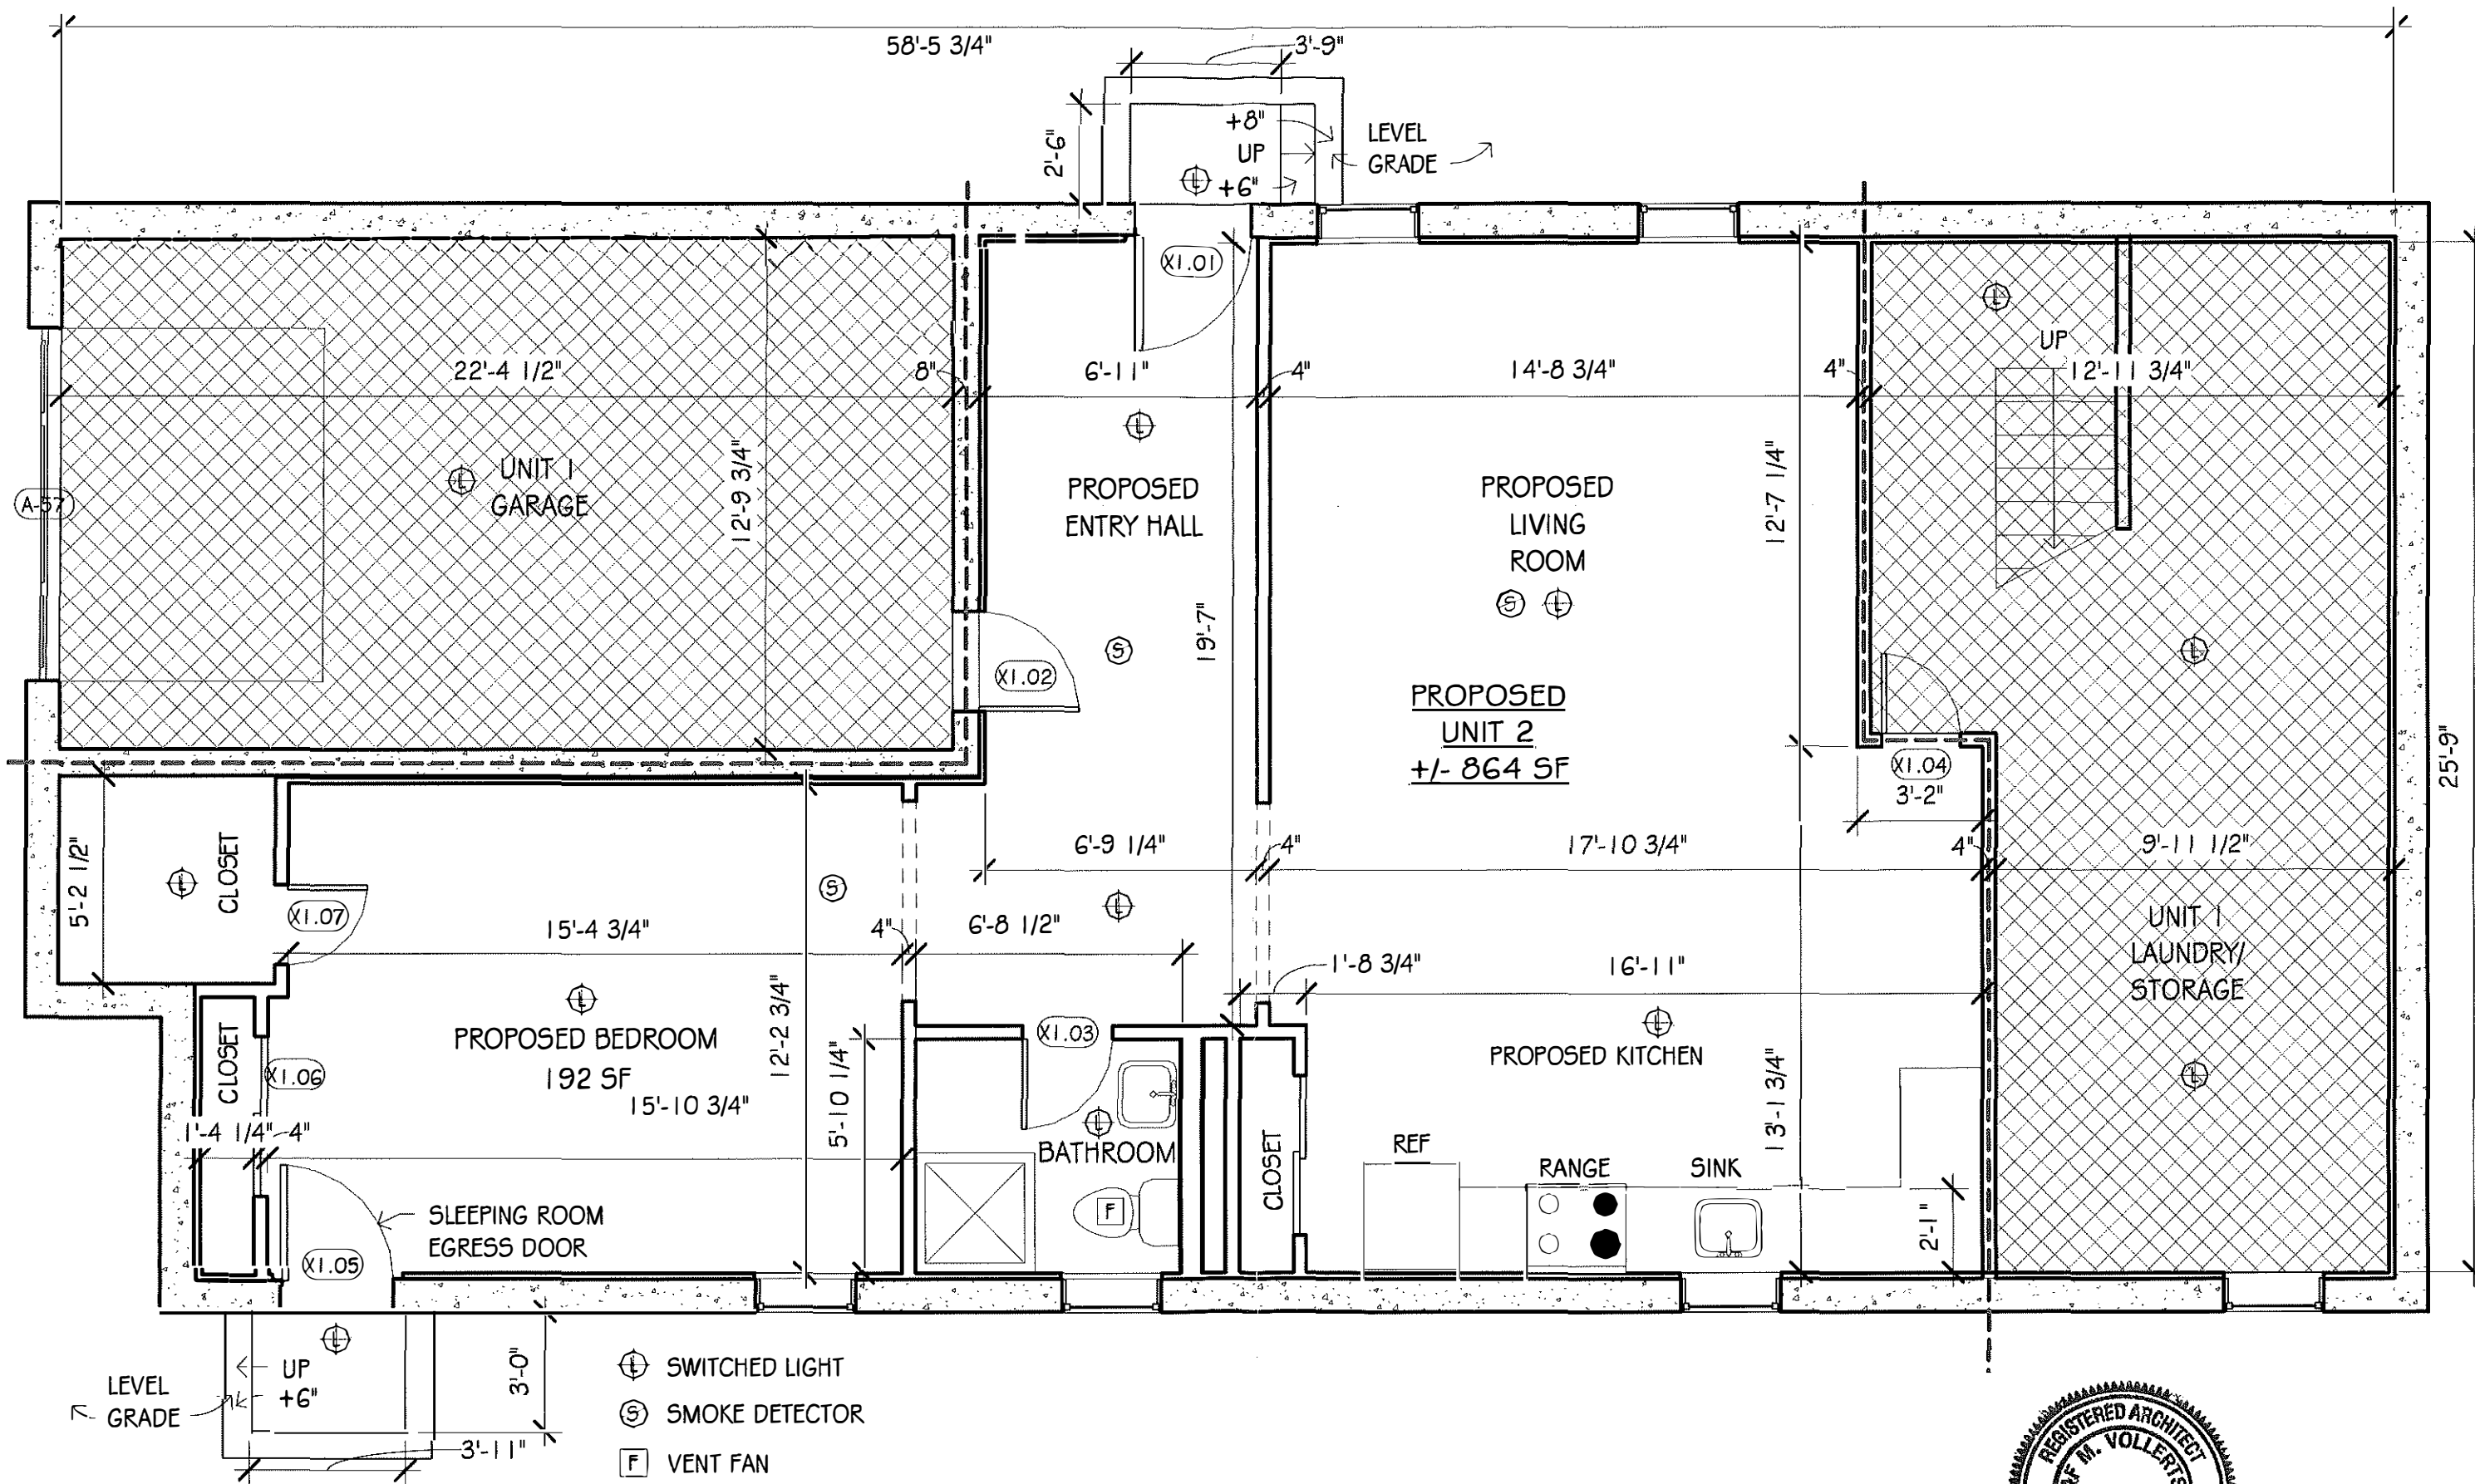 58'-5 3/4"
3'-9"
2'-6"
+8"
UP
+6"
LEVEL
GRADE
X1.01
22'-4 1/2"
8"
6'-11"
4"
14'-8 3/4"
4"
UP
12'-11 3/4"
A-57
UNIT 1
GARAGE
12'-9 3/4"
PROPOSED
ENTRY HALL
PROPOSED
LIVING
ROOM
12'-7 1/4"
L
S
19'-7"
X1.02
PROPOSED
UNIT 2
+/- 864 SF
X1.04
3'-2"
25'-9"
5'-2 1/2"
CLOSET
X1.07
6'-9 1/4"
4"
17'-10 3/4"
4"
9'-11 1/2"
15'-4 3/4"
4"
6'-8 1/2"
1'-8 3/4"
16'-11"
UNIT 1
LAUNDRY/
STORAGE
CLOSET
X1.06
PROPOSED BEDROOM
192 SF
15'-10 3/4"
12'-2 3/4"
5'-10 1/4"
X1.03
BATHROOM
F
PROPOSED KITCHEN
13'-1 3/4"
1'-4 1/4"
4"
CLOSET
REF
RANGE
SINK
2'-1"
SLEEPING ROOM
EGRESS DOOR
X1.05
UP
+6"
LEVEL
GRADE
3'-0"
3'-11"
L SWITCHED LIGHT
S SMOKE DETECTOR
F VENT FAN
REGISTERED ARCHITECT
M. VOLLERTS